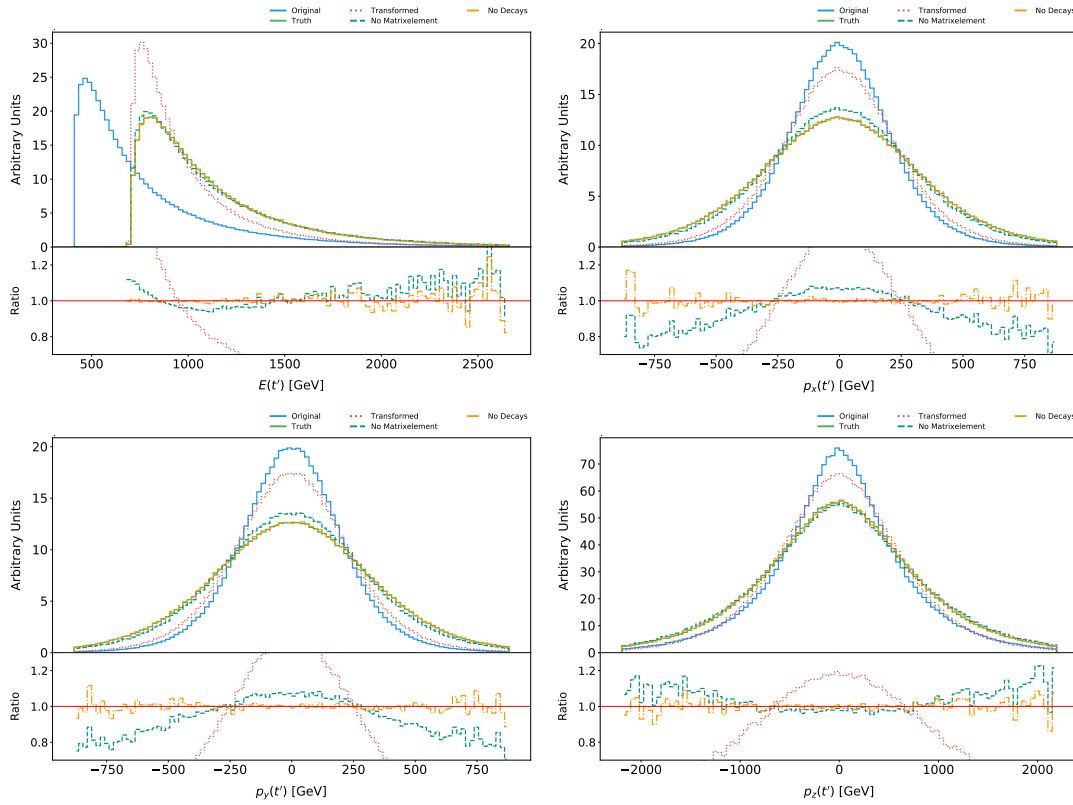 Original Transformed No Decays
Truth No Matrixelement
Arbitrary Units
0 5 10 15 20 25 30
Ratio
0.8 1.0 1.2
500 1000 1500 2000 2500
E(t′) [GeV]
Original Transformed No Decays
Truth No Matrixelement
Arbitrary Units
0 5 10 15 20
Ratio
0.8 1.0 1.2
−750 −500 −250 0 250 500 750
pₓ(t′) [GeV]
Original Transformed No Decays
Truth No Matrixelement
Arbitrary Units
0 5 10 15 20
Ratio
0.8 1.0 1.2
−750 −500 −250 0 250 500 750
p_y(t′) [GeV]
Original Transformed No Decays
Truth No Matrixelement
Arbitrary Units
0 10 20 30 40 50 60 70
Ratio
0.8 1.0 1.2
−2000 −1000 0 1000 2000
p_z(t′) [GeV]